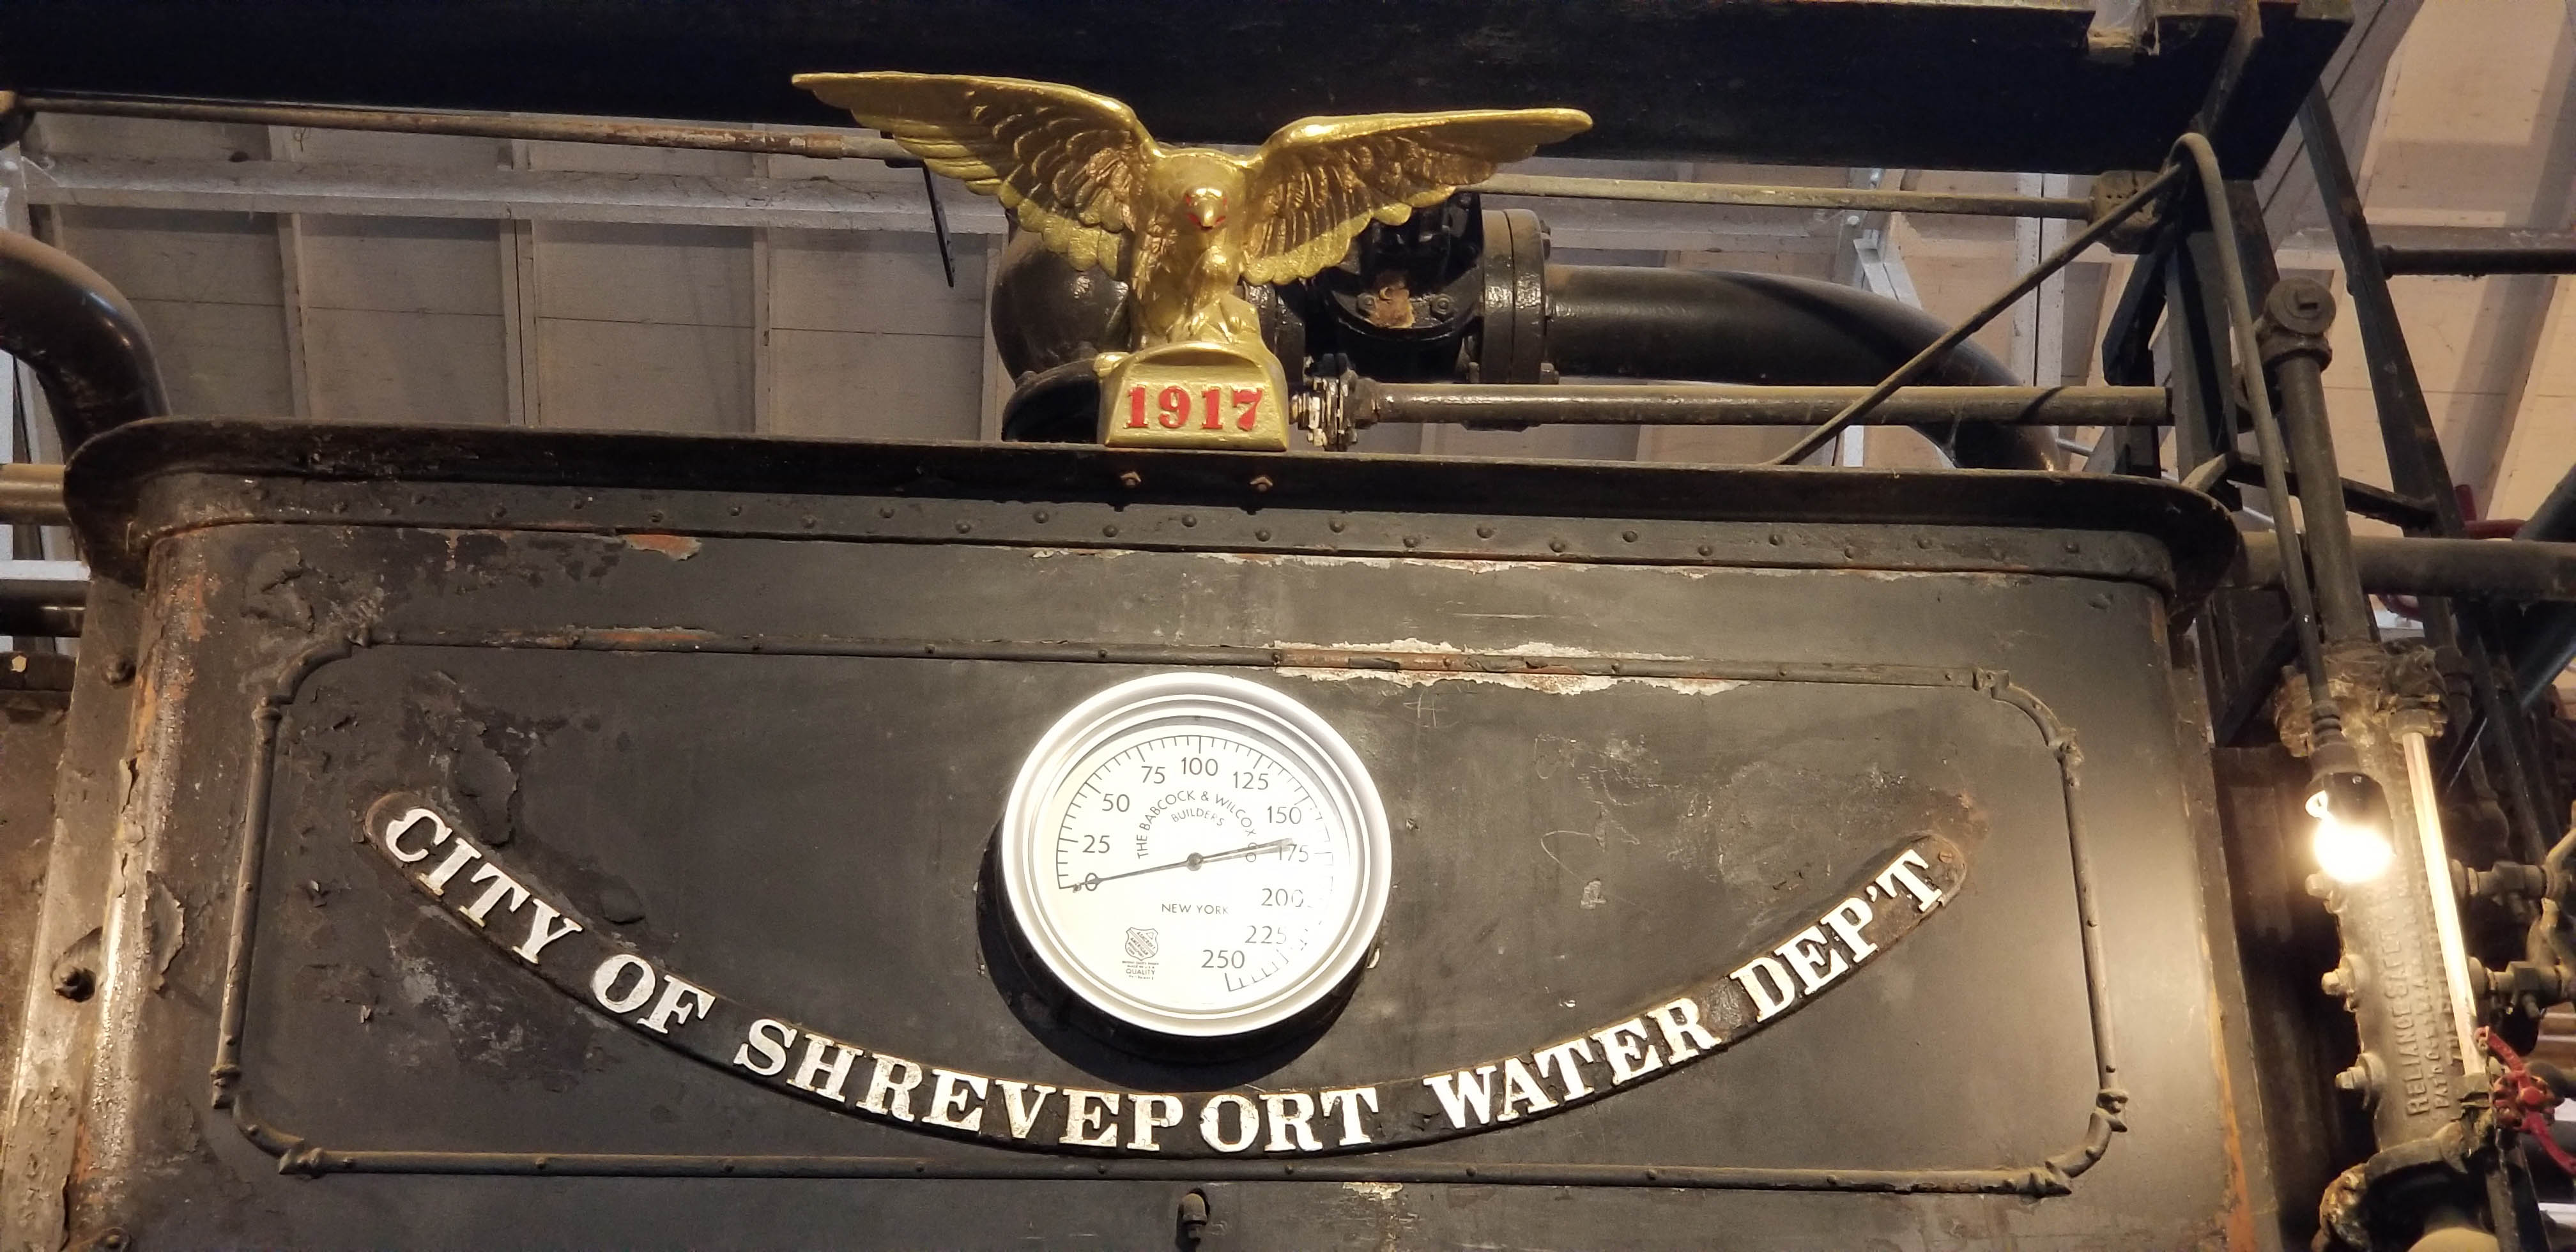 1917
0
25
50
75
100
125
150
175
200
225
250
THE BABCOCK & WILCOX CO
BUILDERS
NEW YORK
QUALITY
CITY OF SHREVEPORT WATER DEP'T
RELIANCE